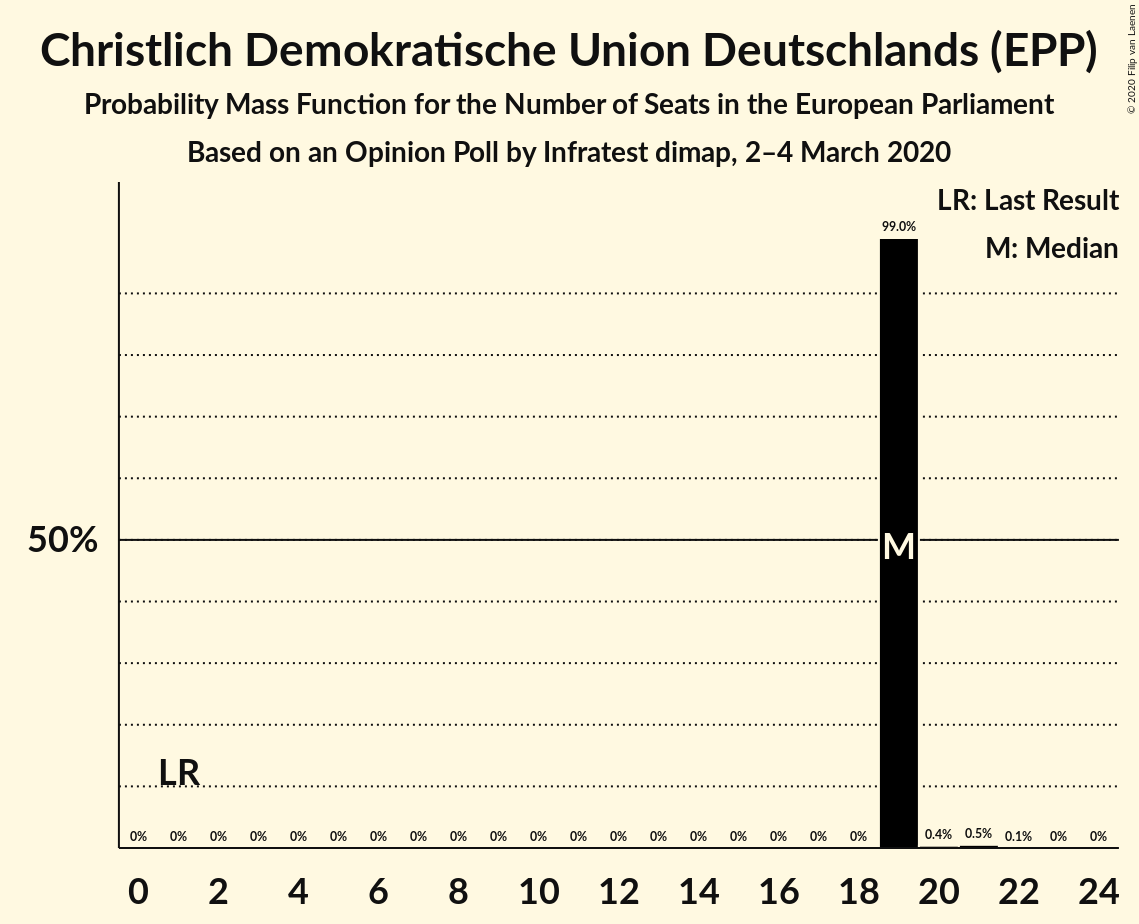 Christlich Demokratische Union Deutschlands (EPP)
Probability Mass Function for the Number of Seats in the European Parliament
Based on an Opinion Poll by Infratest dimap, 2–4 March 2020
© 2020 Filip van Laenen
LR: Last Result
M: Median
99.0%
50%
M
LR
0% 0% 0% 0% 0% 0% 0% 0% 0% 0% 0% 0% 0% 0% 0% 0% 0% 0% 0% 0.4% 0.5% 0.1% 0% 0%
0 2 4 6 8 10 12 14 16 18 20 22 24